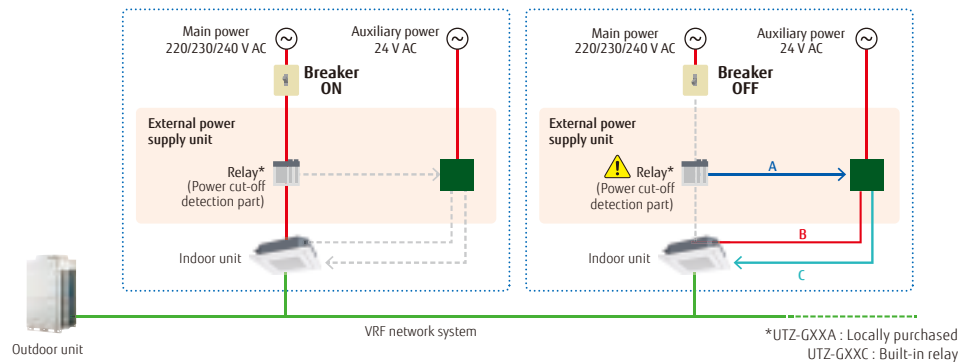 Main power
220/230/240 V AC
Auxiliary power
24 V AC
Breaker
ON
External power
supply unit
Relay*
(Power cut-off
detection part)
Indoor unit
Main power
220/230/240 V AC
Auxiliary power
24 V AC
Breaker
OFF
External power
supply unit
Relay*
(Power cut-off
detection part)
A
B
C
Indoor unit
Outdoor unit
VRF network system
*UTZ-GXXA : Locally purchased
UTZ-GXXC : Built-in relay